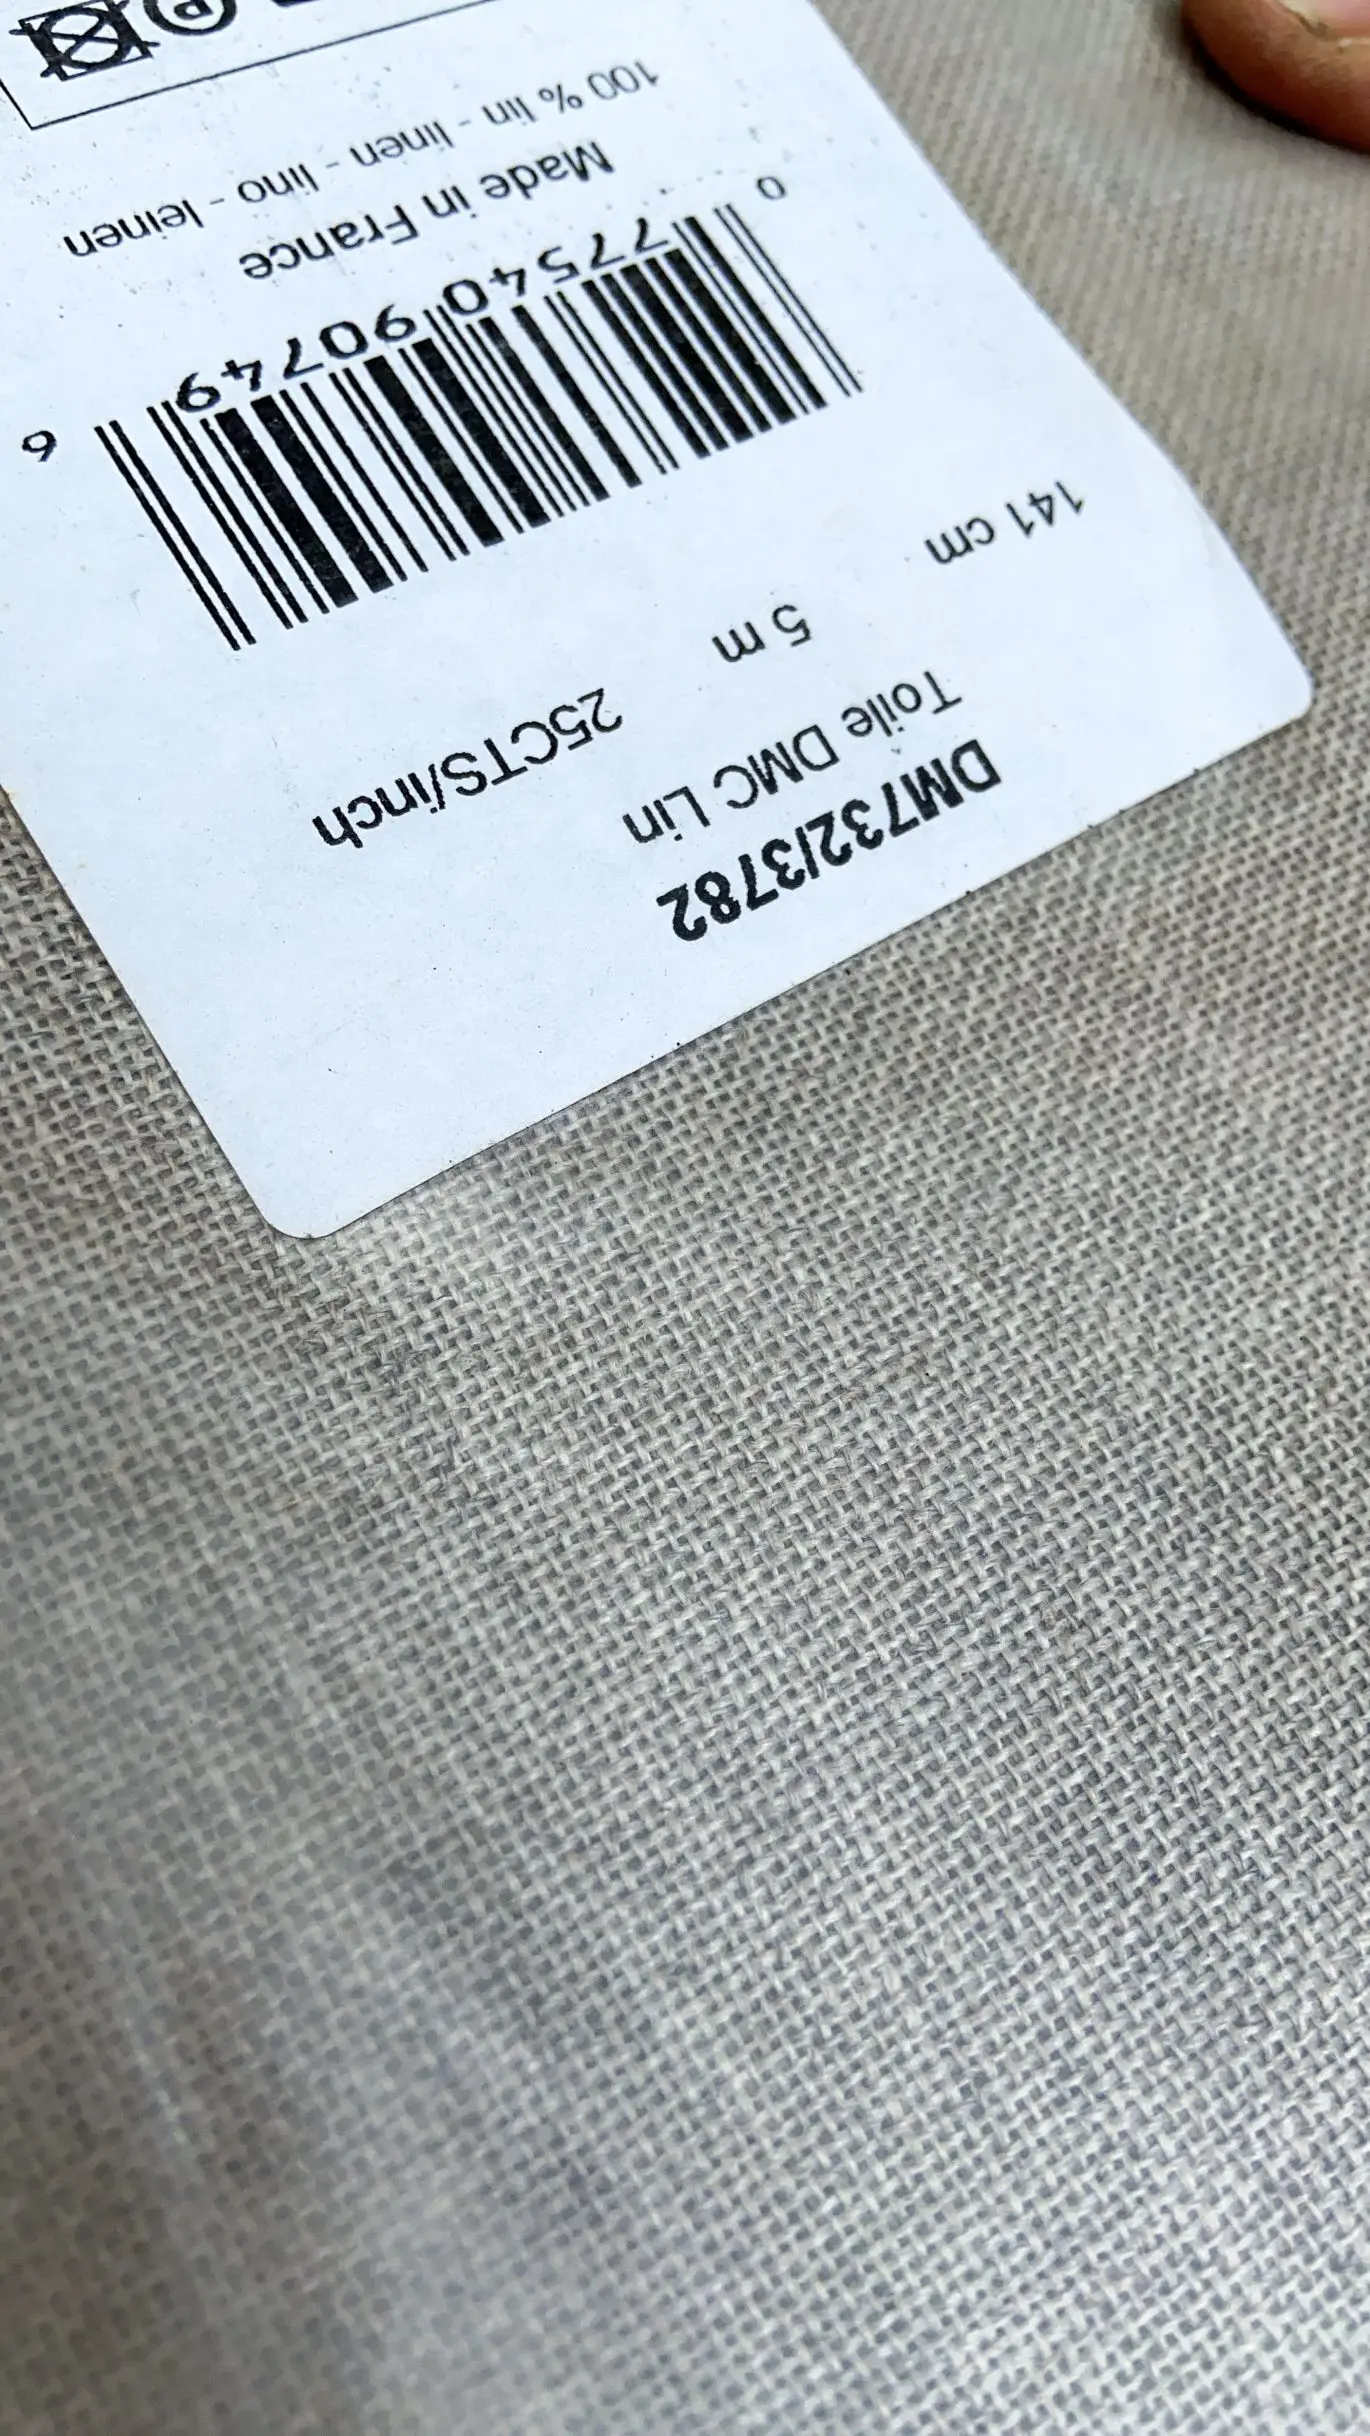 DM732/3782
Toile DMC Lin
141 cm 5 m 25CTS/inch
0 77540 90749 6
Made in France
100 % lin - linen - lino - leinen
P